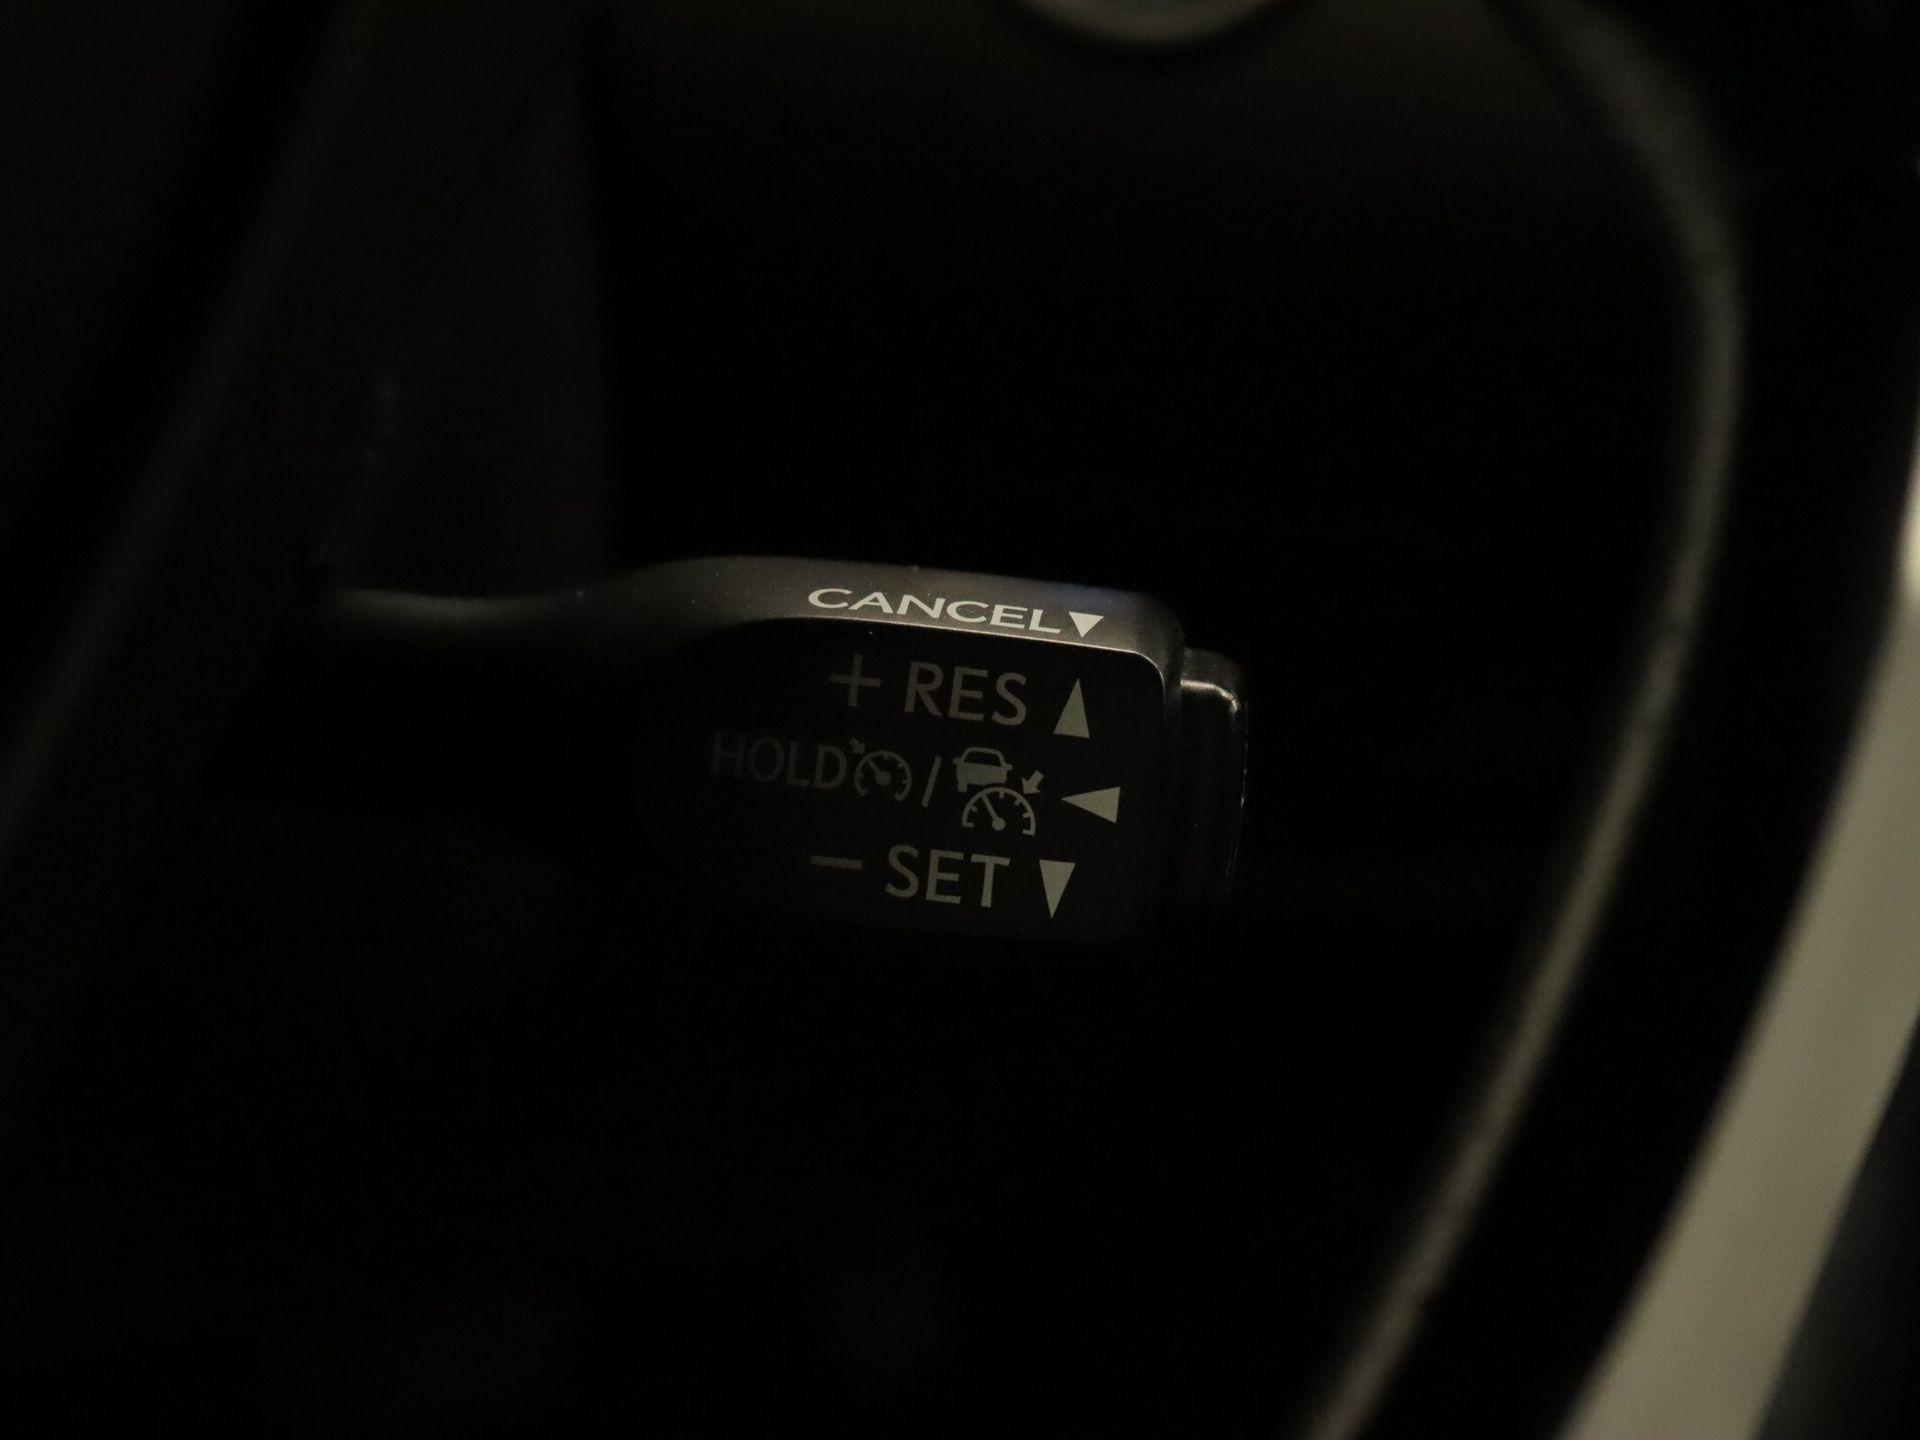 CANCEL▼
+ RES ▲
HOLD / ◀
− SET ▼